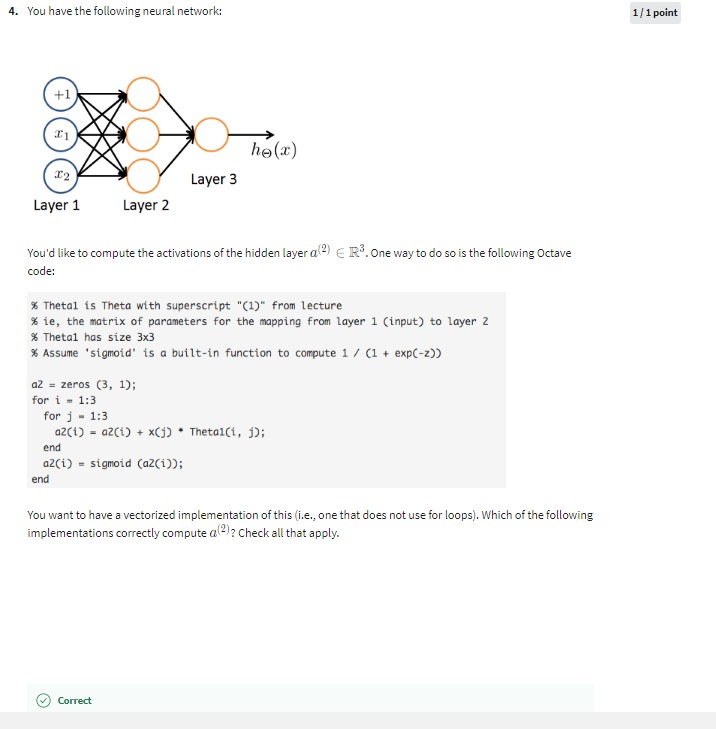 4. You have the following neural network:
1 / 1 point
+1
x1
x2
hΘ(x)
Layer 3
Layer 1
Layer 2
You'd like to compute the activations of the hidden layer a^(2) ∈ ℝ^3. One way to do so is the following Octave
code:
% Theta1 is Theta with superscript "(1)" from lecture
% ie, the matrix of parameters for the mapping from layer 1 (input) to layer 2
% Theta1 has size 3x3
% Assume 'sigmoid' is a built-in function to compute 1 / (1 + exp(-z))
a2 = zeros (3, 1);
for i = 1:3
for j = 1:3
a2(i) = a2(i) + x(j) * Theta1(i, j);
end
a2(i) = sigmoid (a2(i));
end
You want to have a vectorized implementation of this (i.e., one that does not use for loops). Which of the following
implementations correctly compute a^(2)? Check all that apply.
Correct